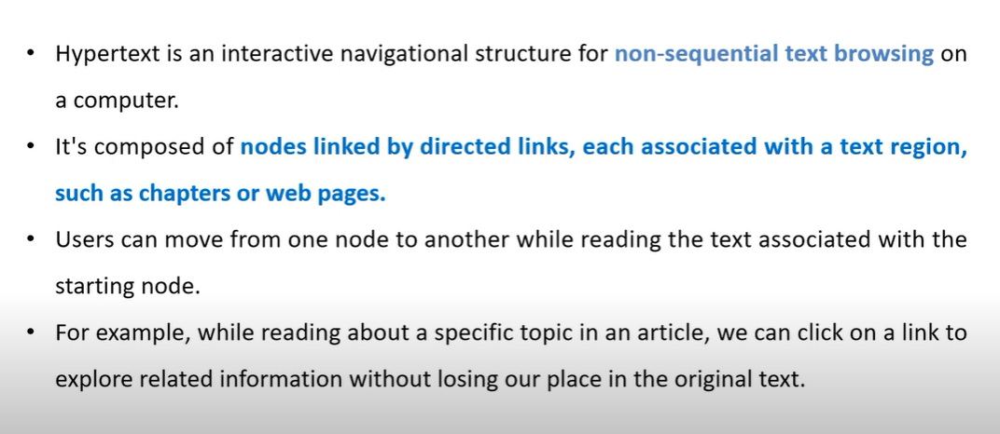 • Hypertext is an interactive navigational structure for non-sequential text browsing on
a computer.
• It's composed of nodes linked by directed links, each associated with a text region,
such as chapters or web pages.
• Users can move from one node to another while reading the text associated with the
starting node.
• For example, while reading about a specific topic in an article, we can click on a link to
explore related information without losing our place in the original text.